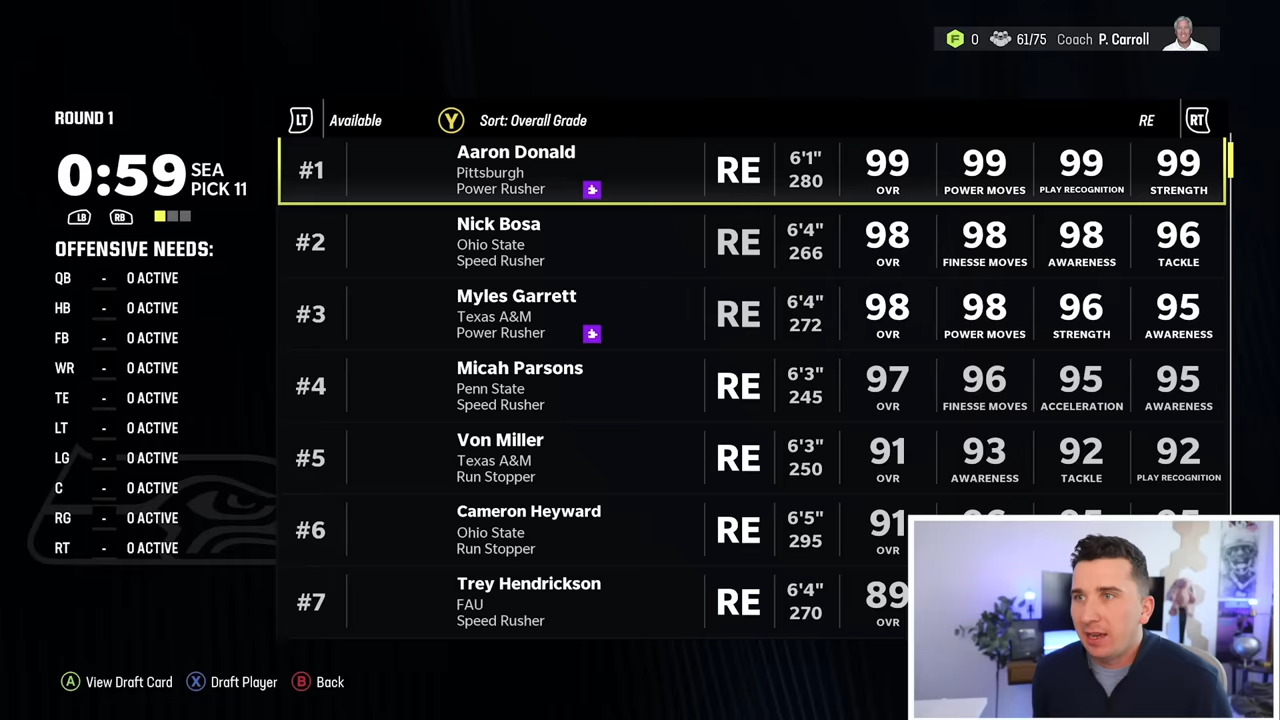 0 61/75 Coach P. Carroll
ROUND 1
0:59 SEA PICK 11
LB RB
OFFENSIVE NEEDS:
QB - 0 ACTIVE
HB - 0 ACTIVE
FB - 0 ACTIVE
WR - 0 ACTIVE
TE - 0 ACTIVE
LT - 0 ACTIVE
LG - 0 ACTIVE
C - 0 ACTIVE
RG - 0 ACTIVE
RT - 0 ACTIVE
LT Available Y Sort: Overall Grade RE RT
#1 Aaron Donald RE 6'1" 99 99 99 99
Pittsburgh 280 OVR POWER MOVES PLAY RECOGNITION STRENGTH
Power Rusher
#2 Nick Bosa RE 6'4" 98 98 98 96
Ohio State 266 OVR FINESSE MOVES AWARENESS TACKLE
Speed Rusher
#3 Myles Garrett RE 6'4" 98 98 96 95
Texas A&M 272 OVR POWER MOVES STRENGTH AWARENESS
Power Rusher
#4 Micah Parsons RE 6'3" 97 96 95 95
Penn State 245 OVR FINESSE MOVES ACCELERATION AWARENESS
Speed Rusher
#5 Von Miller RE 6'3" 91 93 92 92
Texas A&M 250 OVR AWARENESS TACKLE PLAY RECOGNITION
Run Stopper
#6 Cameron Heyward RE 6'5" 91
Ohio State 295 OVR
Run Stopper
#7 Trey Hendrickson RE 6'4" 89
FAU 270 OVR
Speed Rusher
A View Draft Card X Draft Player B Back